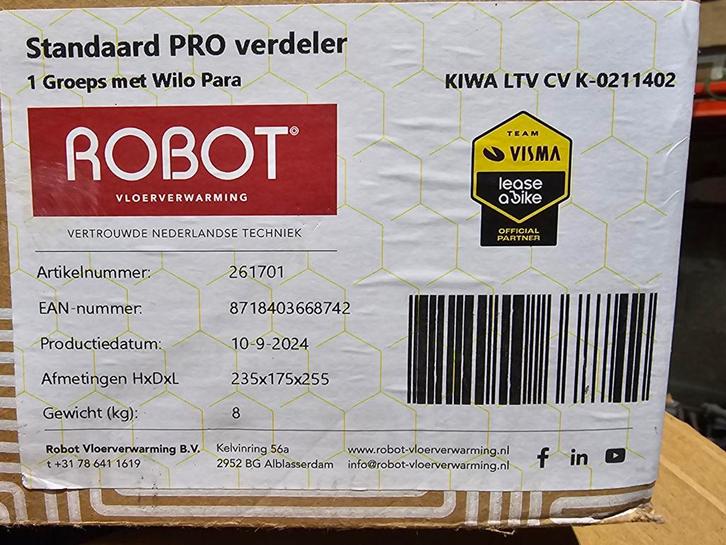 Standaard PRO verdeler
1 Groeps met Wilo Para
KIWA LTV CV K-0211402
ROBOT
VLOERVERWARMING
VERTROUWDE NEDERLANDSE TECHNIEK
TEAM
VISMA
lease
a bike
OFFICIAL
PARTNER
Artikelnummer: 261701
EAN-nummer: 8718403668742
Productiedatum: 10-9-2024
Afmetingen HxDxL 235x175x255
Gewicht (kg): 8
Robot Vloerverwarming B.V. Kelvinring 56a www.robot-vloerverwarming.nl
t +31 78 641 1619 2952 BG Alblasserdam info@robot-vloerverwarming.nl